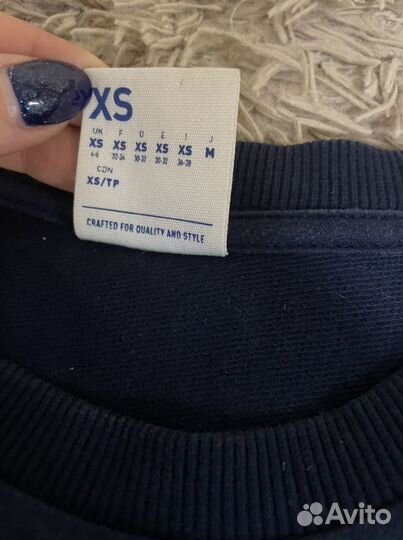 XS
UK F D E I J
XS XS XS XS XS M
4-6 32-34 30-32 30-32 36-38
CDN
XS/TP
CRAFTED FOR QUALITY AND STYLE
Avito